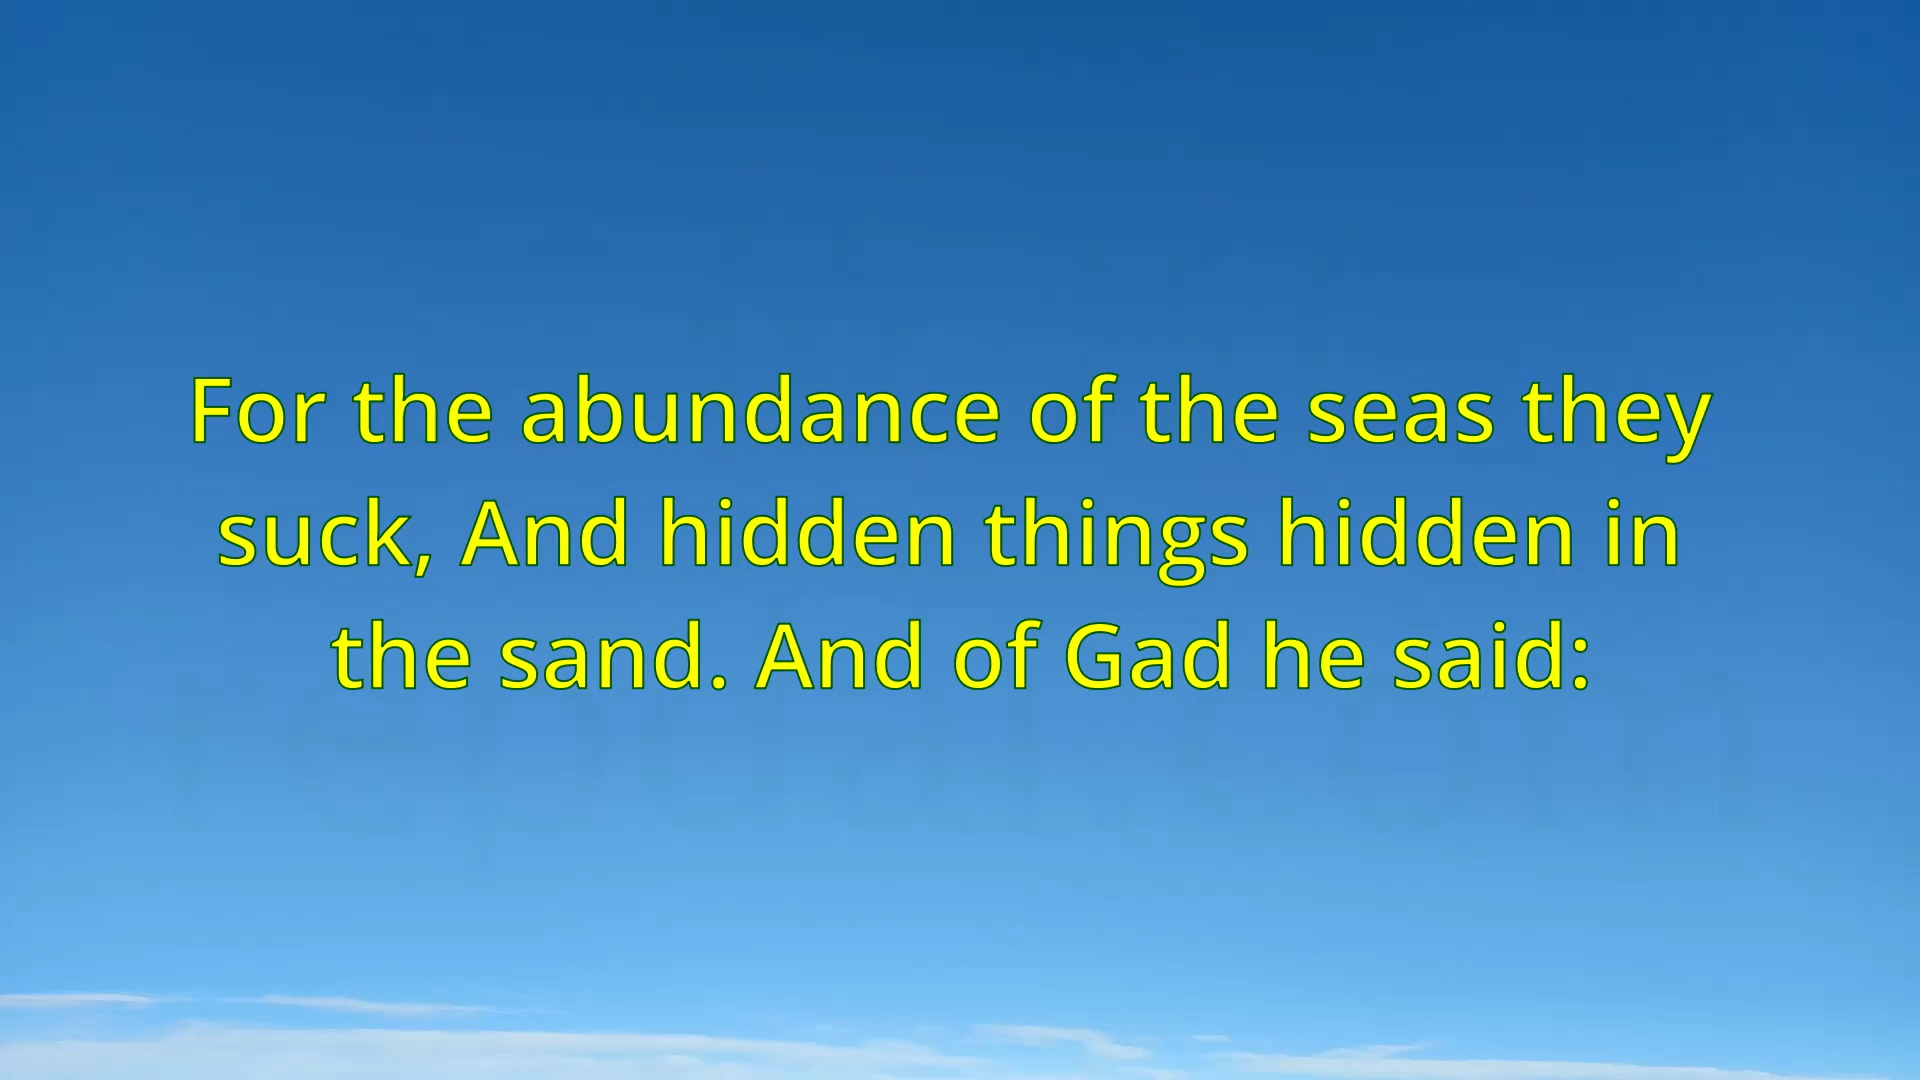 For the abundance of the seas they
suck, And hidden things hidden in
the sand. And of Gad he said: